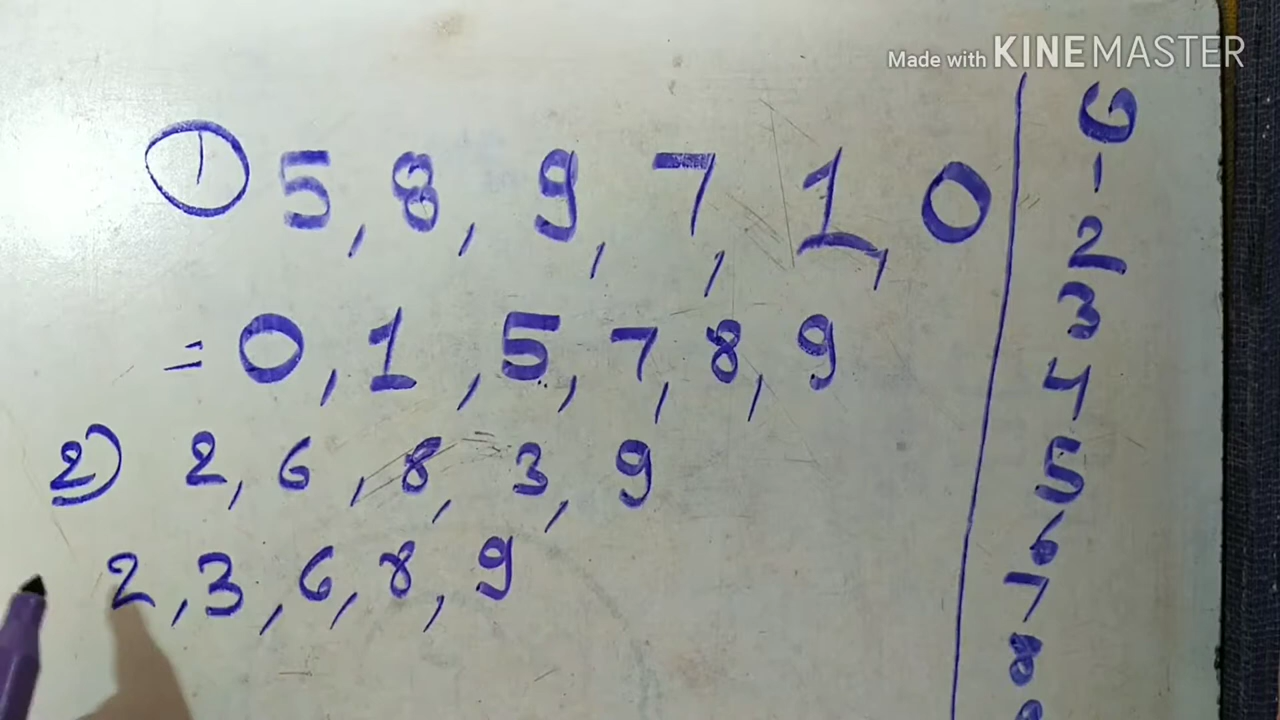 Made with KINEMASTER
① 5, 8, 9, 7, 1, 0
= 0, 1, 5, 7, 8, 9
2) 2, 6, 8, 3, 9
2, 3, 6, 8, 9
0
1
2
3
4
5
6
7
8